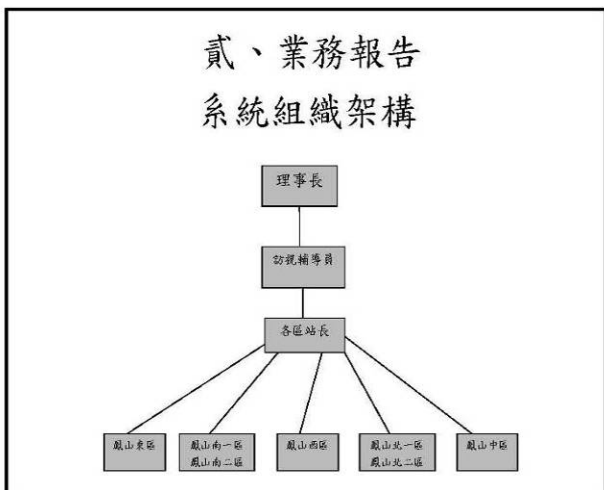 貳、業務報告
系統組織架構
理事長
訪視輔導員
各區站長
鳳山東區
鳳山南一區
鳳山南二區
鳳山西區
鳳山北一區
鳳山北二區
鳳山中區